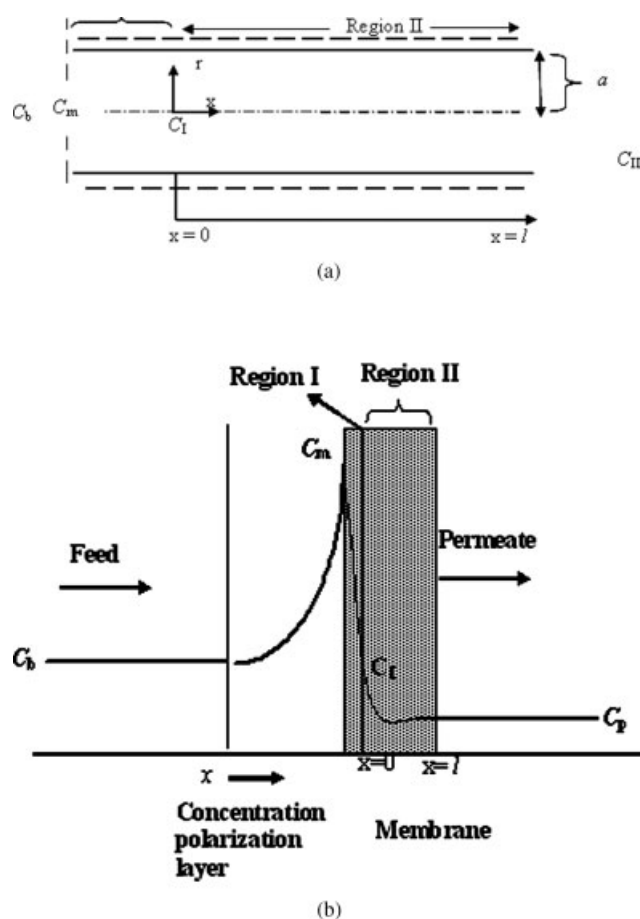 Region II
r
a
C_b C_m
x
C_I
C_II
x = 0
x = l
(a)
Region I
Region II
C_m
Feed
Permeate
C_b
C_I
C_p
x
x=0
x= l
Concentration
polarization
layer
Membrane
(b)